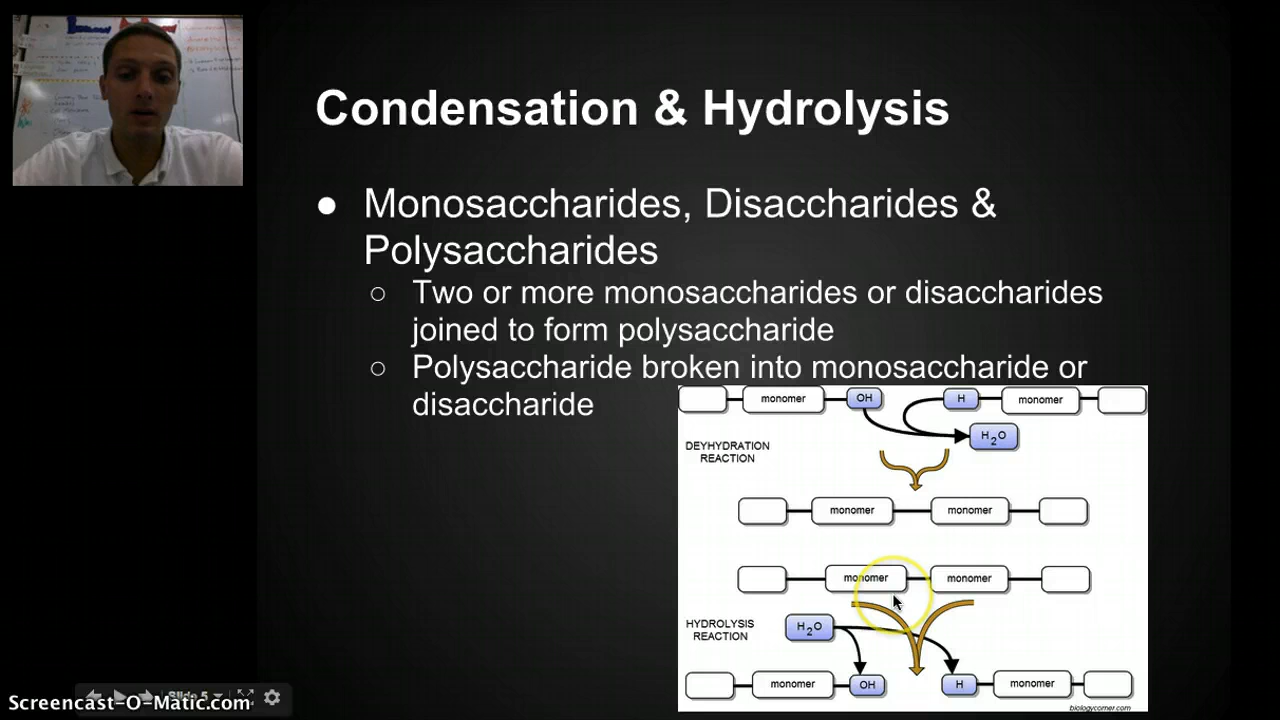 Condensation & Hydrolysis
● Monosaccharides, Disaccharides &
Polysaccharides
○ Two or more monosaccharides or disaccharides
joined to form polysaccharide
○ Polysaccharide broken into monosaccharide or
disaccharide
monomer OH H monomer
H2O
DEYHYDRATION
REACTION
monomer monomer
monomer monomer
HYDROLYSIS
REACTION
H2O
monomer OH H monomer
biologycorner.com
Slide 5
Screencast-O-Matic.com